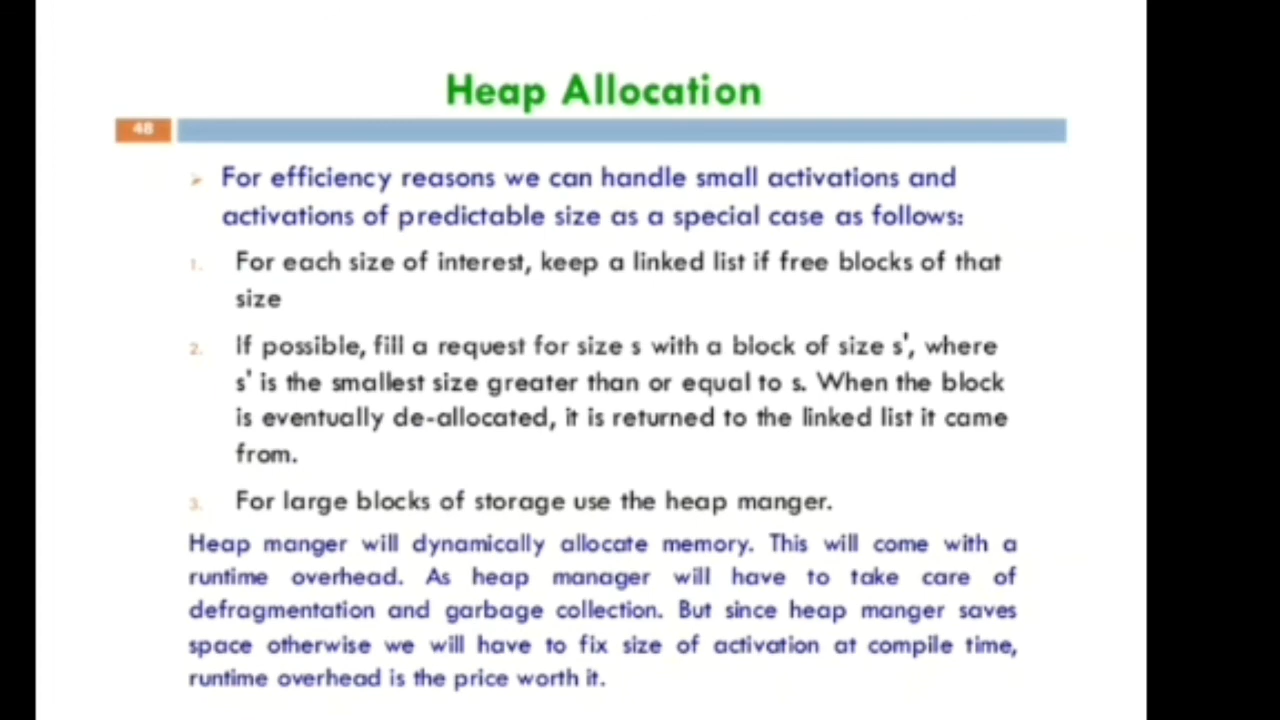 Heap Allocation
48
For efficiency reasons we can handle small activations and
activations of predictable size as a special case as follows:
1. For each size of interest, keep a linked list if free blocks of that
size
2. If possible, fill a request for size s with a block of size s', where
s' is the smallest size greater than or equal to s. When the block
is eventually de-allocated, it is returned to the linked list it came
from.
3. For large blocks of storage use the heap manger.
Heap manger will dynamically allocate memory. This will come with a
runtime overhead. As heap manager will have to take care of
defragmentation and garbage collection. But since heap manger saves
space otherwise we will have to fix size of activation at compile time,
runtime overhead is the price worth it.